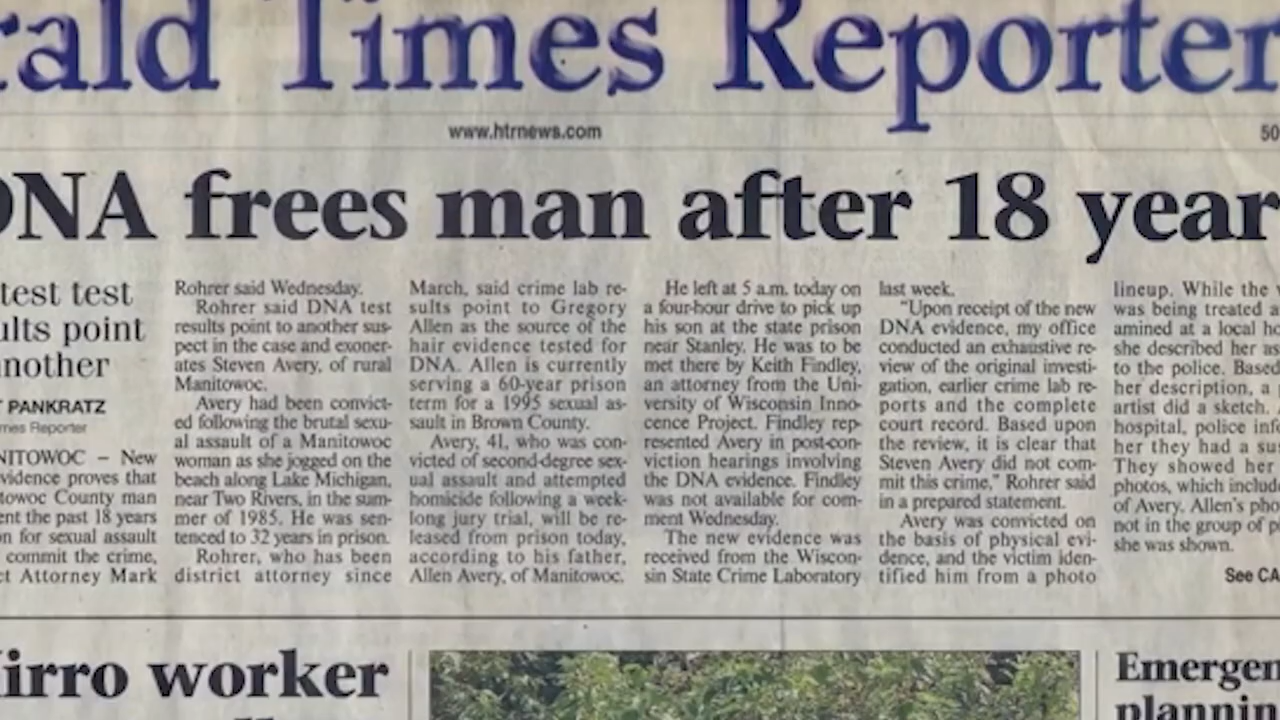 rald Times Reporter
www.htrnews.com
50
DNA frees man after 18 year
test test
ults point
nother
T PANKRATZ
mes Reporter
NITOWOC – New
vidence proves that
towoc County man
ent the past 18 years
on for sexual assault
commit the crime,
ct Attorney Mark
Rohrer said Wednesday.
Rohrer said DNA test
results point to another sus-
pect in the case and exoner-
ates Steven Avery, of rural
Manitowoc.
Avery had been convict-
ed following the brutal sexu-
al assault of a Manitowoc
woman as she jogged on the
beach along Lake Michigan,
near Two Rivers, in the sum-
mer of 1985. He was sen-
tenced to 32 years in prison.
Rohrer, who has been
district attorney since
March, said crime lab re-
sults point to Gregory
Allen as the source of the
hair evidence tested for
DNA. Allen is currently
serving a 60-year prison
term for a 1995 sexual as-
sault in Brown County.
Avery, 41, who was con-
victed of second-degree sex-
ual assault and attempted
homicide following a week-
long jury trial, will be re-
leased from prison today,
according to his father,
Allen Avery, of Manitowoc.
He left at 5 a.m. today on
a four-hour drive to pick up
his son at the state prison
near Stanley. He was to be
met there by Keith Findley,
an attorney from the Uni-
versity of Wisconsin Inno-
cence Project. Findley rep-
resented Avery in post-con-
viction hearings involving
the DNA evidence. Findley
was not available for com-
ment Wednesday.
The new evidence was
received from the Wiscon-
sin State Crime Laboratory
last week.
"Upon receipt of the new
DNA evidence, my office
conducted an exhaustive re-
view of the original investi-
gation, earlier crime lab re-
ports and the complete
court record. Based upon
the review, it is clear that
Steven Avery did not com-
mit this crime," Rohrer said
in a prepared statement.
Avery was convicted on
the basis of physical evi-
dence, and the victim iden-
tified him from a photo
lineup. While the v
was being treated a
amined at a local ho
she described her as
to the police. Based
her description, a p
artist did a sketch.
hospital, police info
her they had a sus
They showed her
photos, which include
of Avery. Allen's pho
not in the group of p
she was shown.
See CA
irro worker
Emergen
plannin